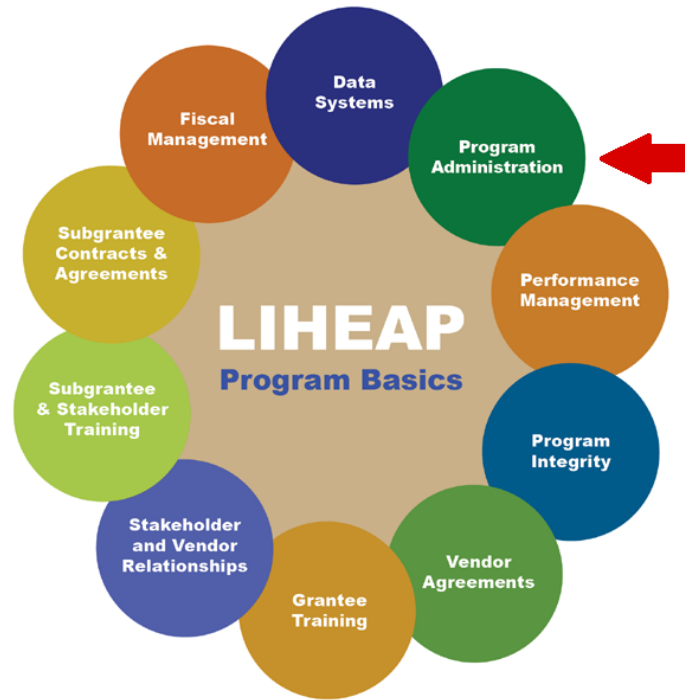 Data
Systems
Program
Administration
Performance
Management
Program
Integrity
Vendor
Agreements
Grantee
Training
Stakeholder
and Vendor
Relationships
Subgrantee
& Stakeholder
Training
Subgrantee
Contracts &
Agreements
Fiscal
Management
LIHEAP
Program Basics